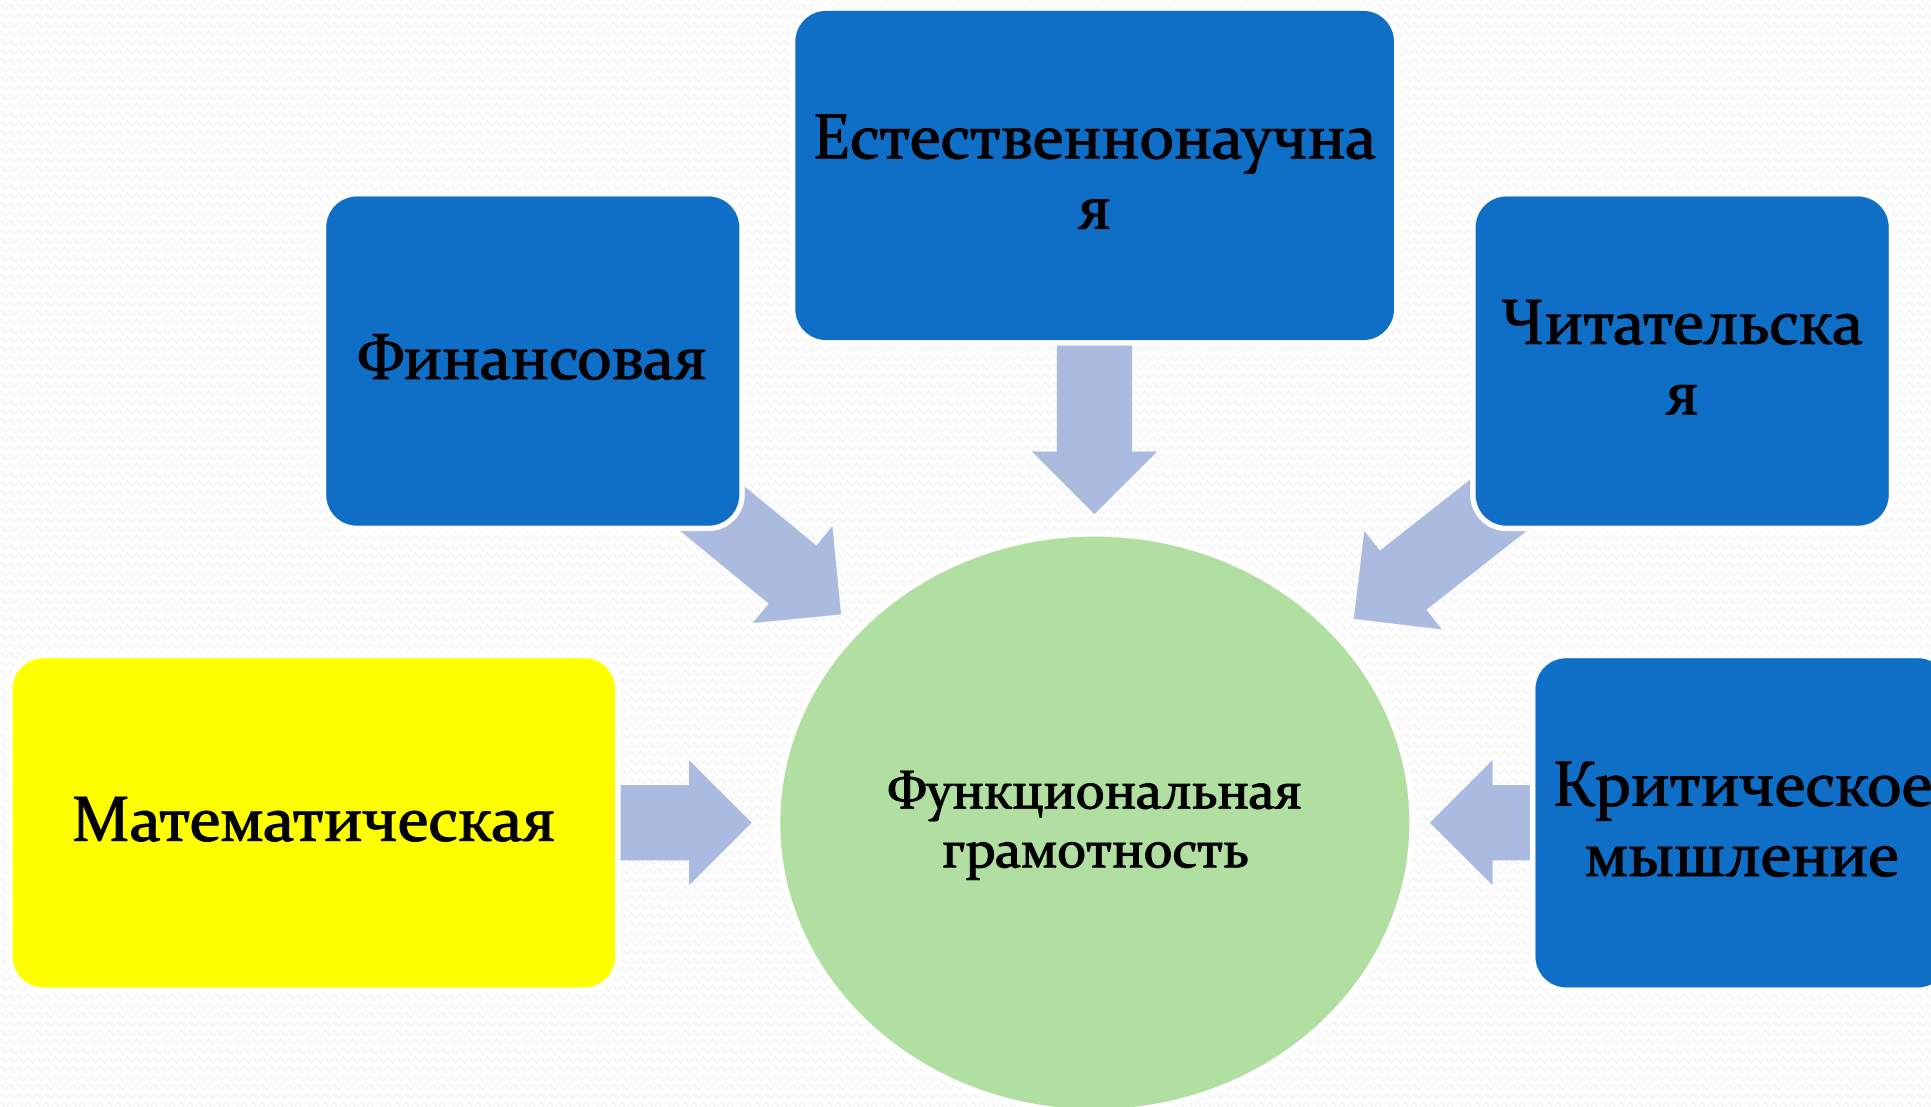 Естественнонаучна
я
Финансовая
Читательска
я
Математическая
Функциональная
грамотность
Критическое
мышление